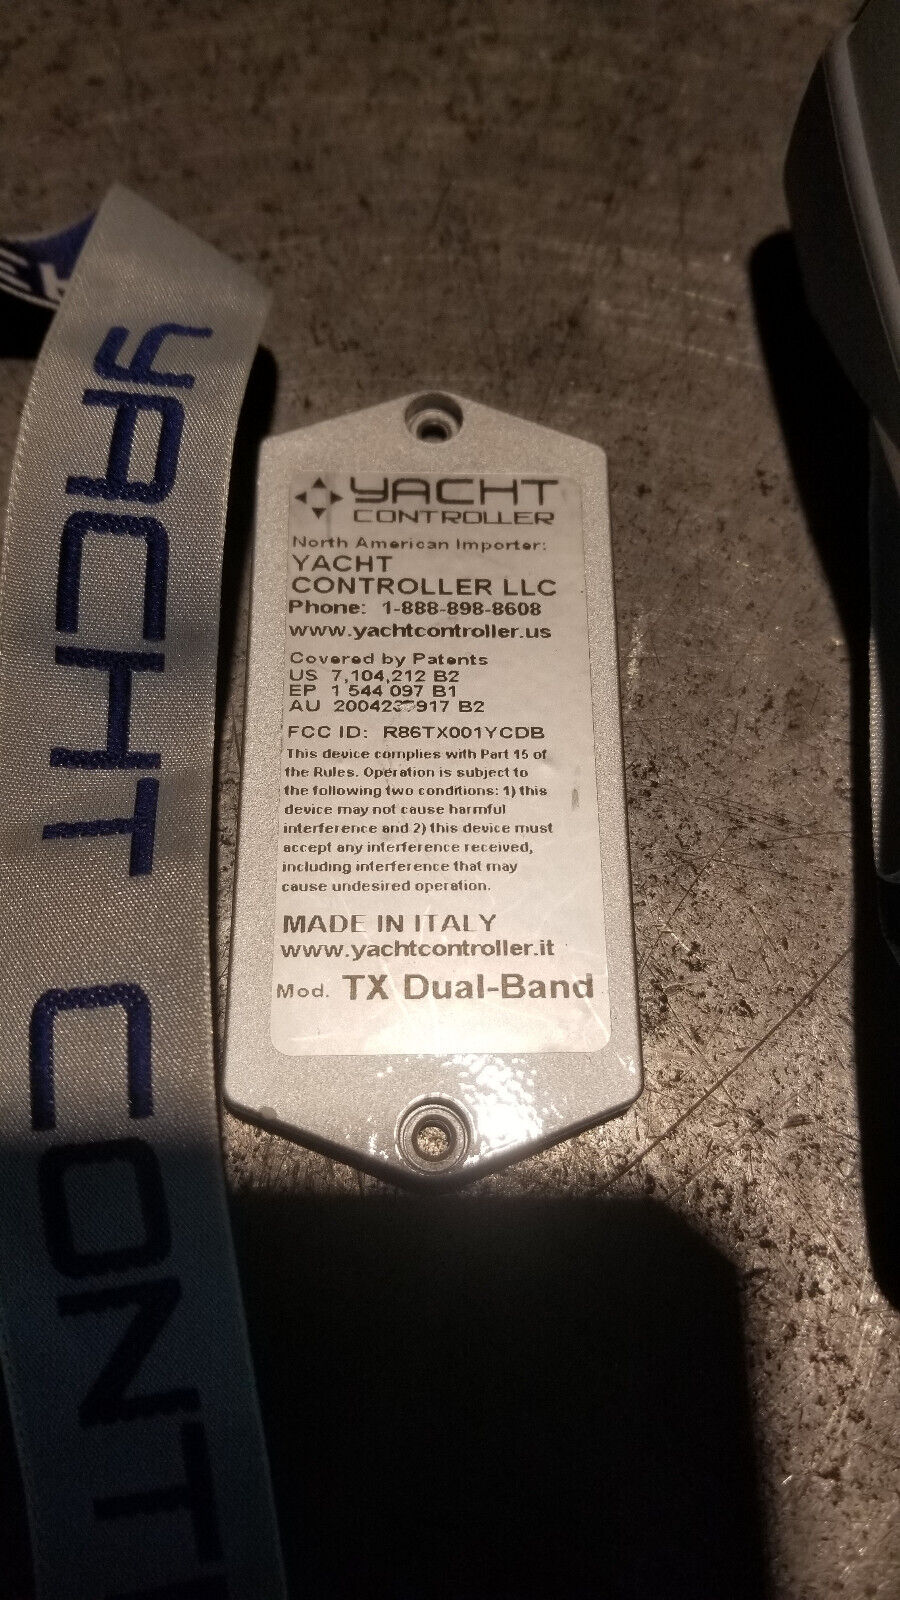 YACHT
CONTROLLER
North American Importer:
YACHT
CONTROLLER LLC
Phone: 1-888-898-8608
www.yachtcontroller.us
Covered by Patents
US 7,104,212 B2
EP 1 544 097 B1
AU B2
FCC ID: R86TX001YCDB
This device complies with Part 15 of
the Rules. Operation is subject to
the following two conditions: 1) this
device may not cause harmful
interference and 2) this device must
accept any interference received,
including interference that may
cause undesired operation.
MADE IN ITALY
www.yachtcontroller.it
Mod. TX Dual-Band
YACHT CONT